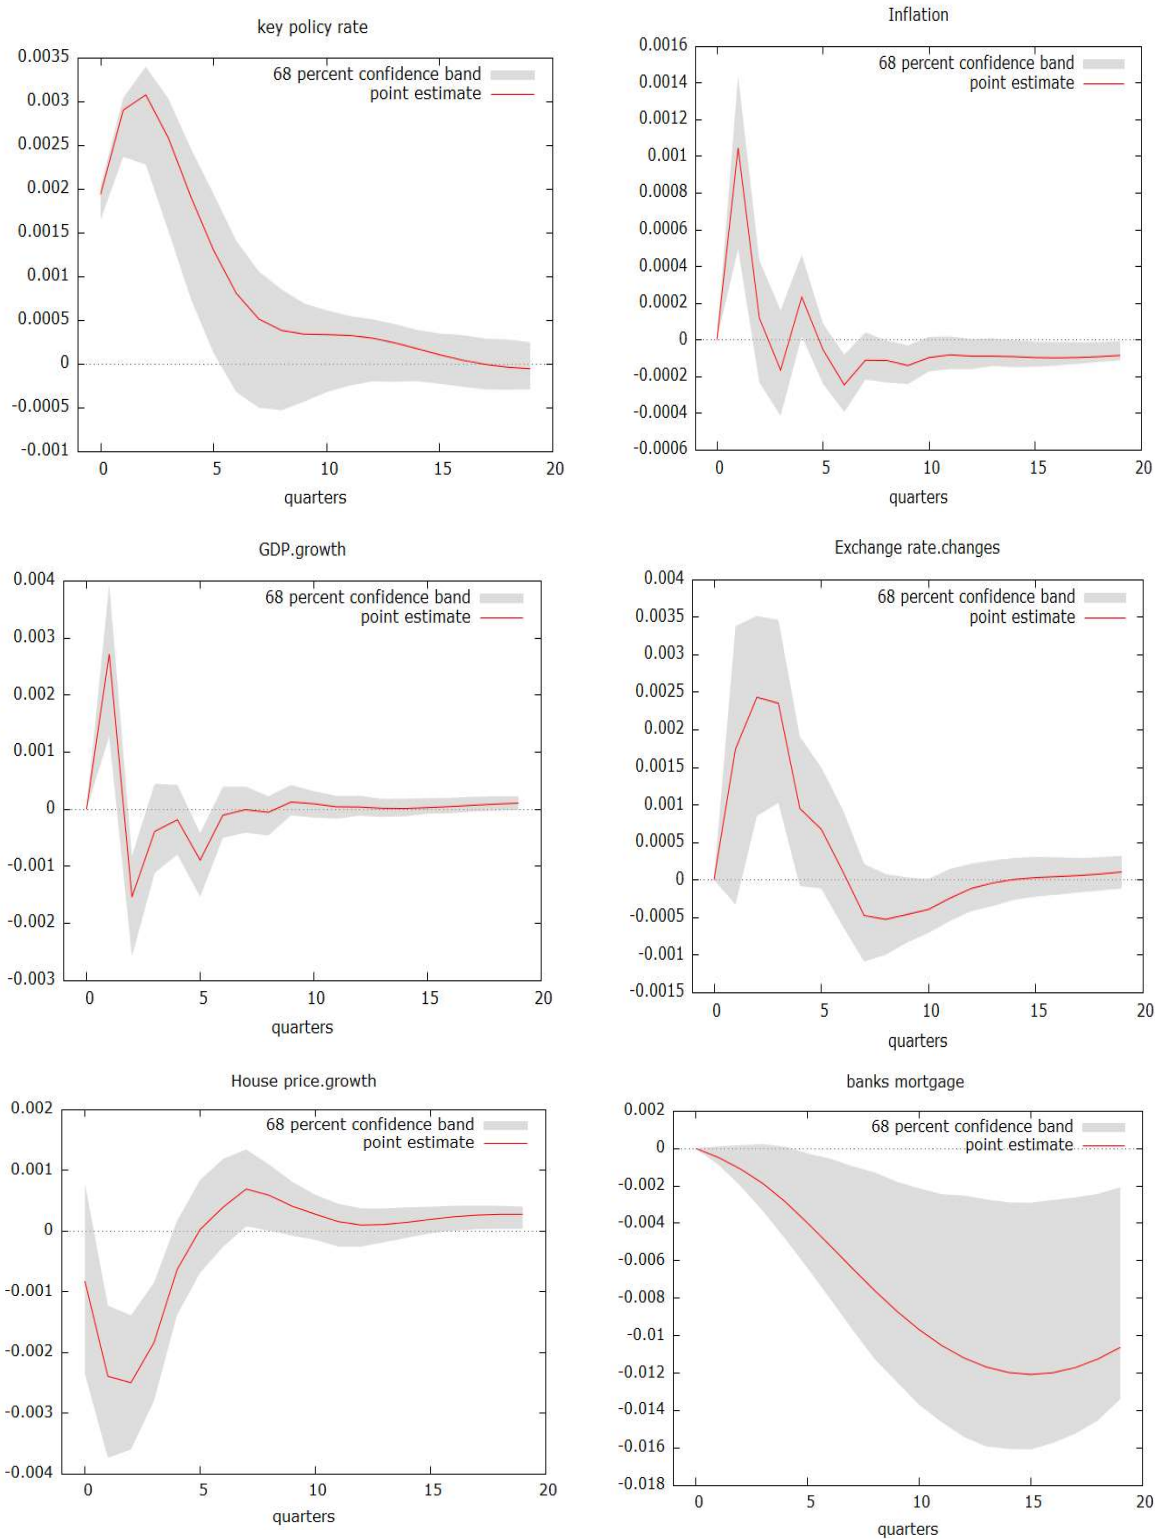 key policy rate
0.0035
0.003
0.0025
0.002
0.0015
0.001
0.0005
0
-0.0005
-0.001
68 percent confidence band
point estimate
0 5 10 15 20
quarters
Inflation
0.0016
0.0014
0.0012
0.001
0.0008
0.0006
0.0004
0.0002
0
-0.0002
-0.0004
-0.0006
68 percent confidence band
point estimate
0 5 10 15 20
quarters
GDP.growth
0.004
0.003
0.002
0.001
0
-0.001
-0.002
-0.003
68 percent confidence band
point estimate
0 5 10 15 20
quarters
Exchange rate.changes
0.004
0.0035
0.003
0.0025
0.002
0.0015
0.001
0.0005
0
-0.0005
-0.001
-0.0015
68 percent confidence band
point estimate
0 5 10 15 20
quarters
House price.growth
0.002
0.001
0
-0.001
-0.002
-0.003
-0.004
68 percent confidence band
point estimate
0 5 10 15 20
quarters
banks mortgage
0.002
0
-0.002
-0.004
-0.006
-0.008
-0.01
-0.012
-0.014
-0.016
-0.018
68 percent confidence band
point estimate
0 5 10 15 20
quarters